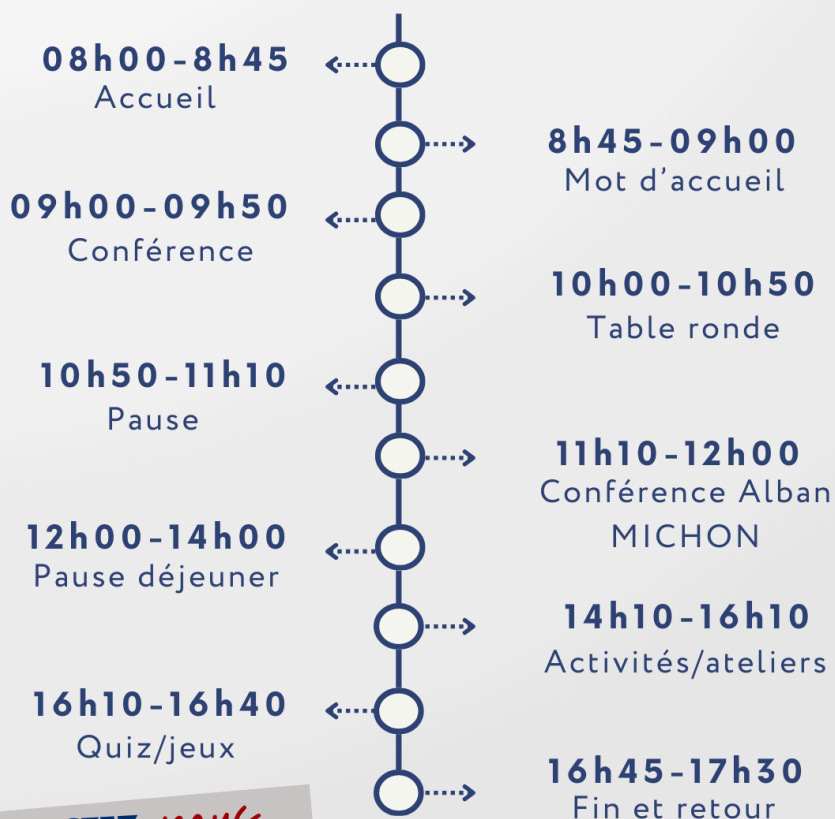 08h00-8h45
Accueil
8h45-09h00
Mot d'accueil
09h00-09h50
Conférence
10h00-10h50
Table ronde
10h50-11h10
Pause
11h10-12h00
Conférence Alban
MICHON
12h00-14h00
Pause déjeuner
14h10-16h10
Activités/ateliers
16h10-16h40
Quiz/jeux
16h45-17h30
Fin et retour